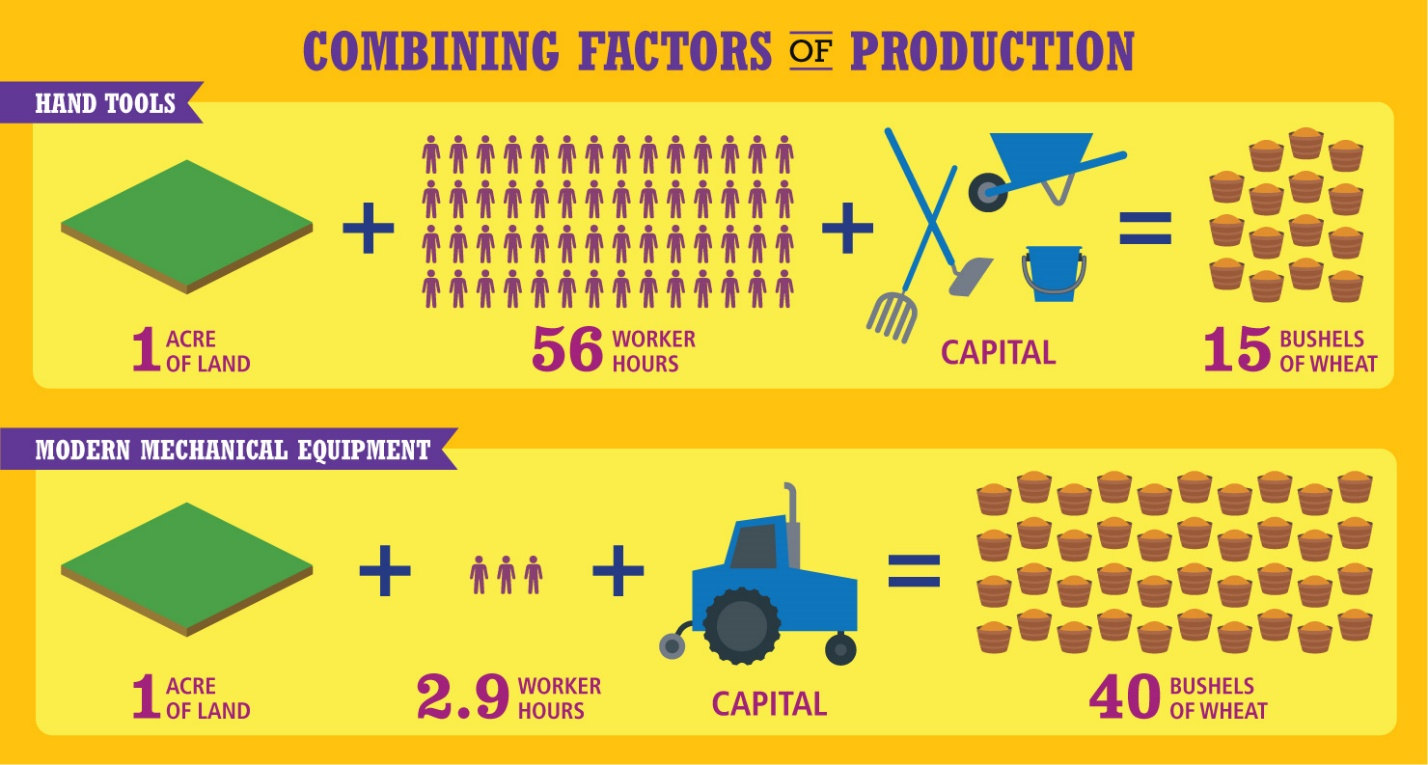 COMBINING FACTORS OF PRODUCTION
HAND TOOLS
1 ACRE
OF LAND
56 WORKER
HOURS
CAPITAL
15 BUSHELS
OF WHEAT
MODERN MECHANICAL EQUIPMENT
1 ACRE
OF LAND
2.9 WORKER
HOURS
CAPITAL
40 BUSHELS
OF WHEAT